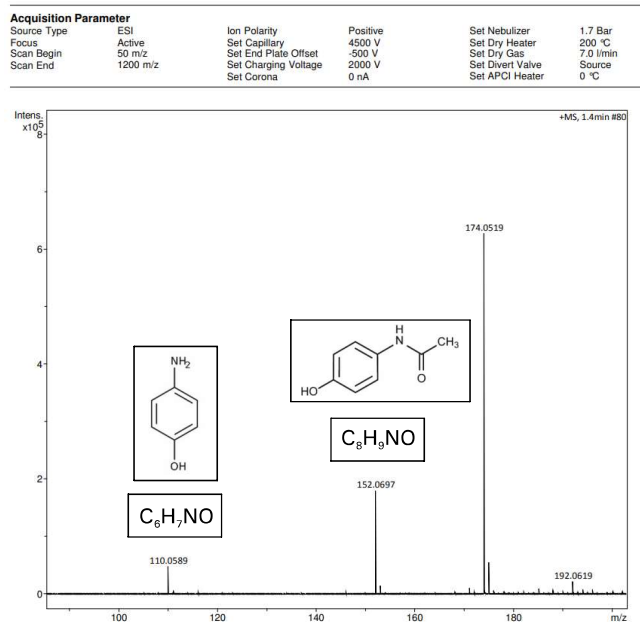 Acquisition Parameter
Source Type ESI Ion Polarity Positive Set Nebulizer 1.7 Bar
Focus Active Set Capillary 4500 V Set Dry Heater 200 °C
Scan Begin 50 m/z Set End Plate Offset -500 V Set Dry Gas 7.0 l/min
Scan End 1200 m/z Set Charging Voltage 2000 V Set Divert Valve Source
Set Corona 0 nA Set APCI Heater 0 °C
Intens.
x10⁵
+MS, 1.4min #80
8
174.0519
6
H
N
CH₃
O
HO
4
NH₂
OH
C₈H₉NO
2
152.0697
C₆H₇NO
110.0589
192.0619
0
100 120 140 160 180 m/z